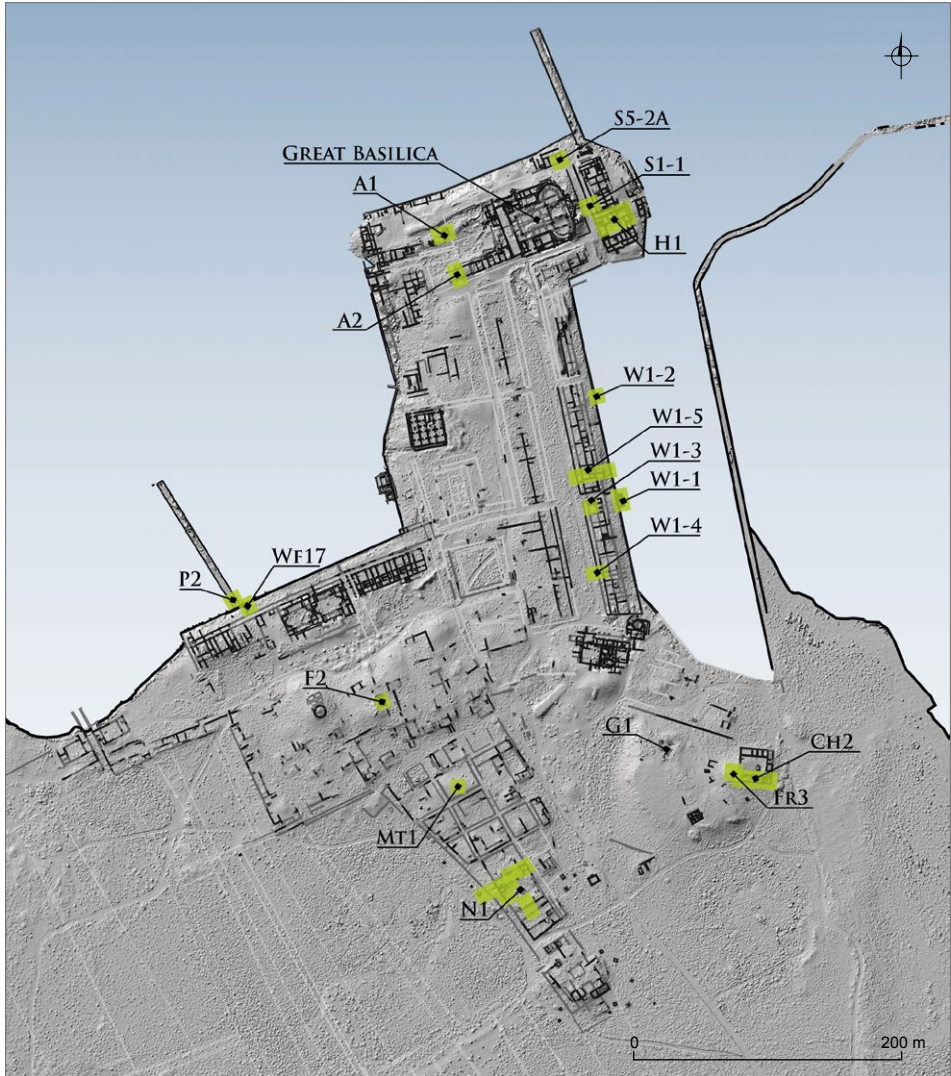 S5-2A
GREAT BASILICA
A1
S1-1
H1
A2
W1-2
W1-5
W1-3
W1-1
W1-4
P2
WF17
F2
G1
CH2
FR3
MT1
N1
0 200 m